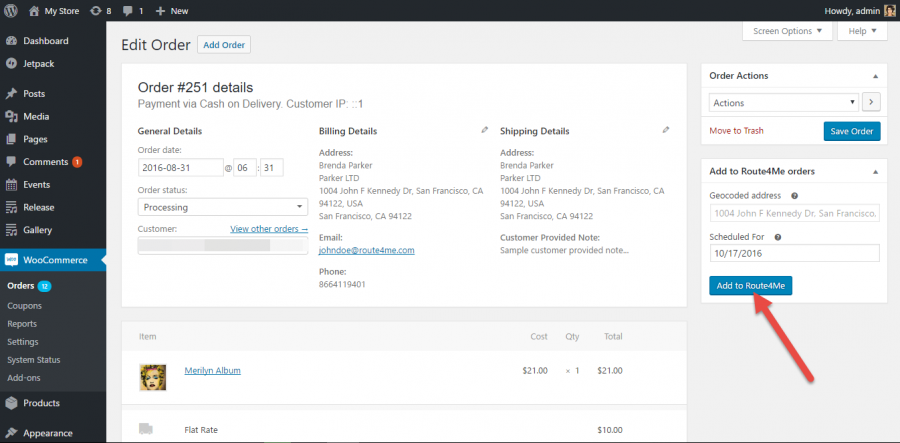 My Store 8 1 + New Howdy, admin
Dashboard
Jetpack
Posts
Media
Pages
Comments 1
Events
Release
Gallery
WooCommerce
Orders 12
Coupons
Reports
Settings
System Status
Add-ons
Products
Appearance
Screen Options ▼ Help ▼
Edit Order Add Order
Order #251 details
Payment via Cash on Delivery. Customer IP: ::1
General Details
Order date:
2016-08-31 @ 06 : 31
Order status:
Processing
Customer: View other orders →
Billing Details
Address:
Brenda Parker
Parker LTD
1004 John F Kennedy Dr, San Francisco, CA
94122, USA
San Francisco, CA 94122
Email:
johndoe@route4me.com
Phone:
8664119401
Shipping Details
Address:
Brenda Parker
Parker LTD
1004 John F Kennedy Dr, San Francisco, CA
94122, USA
San Francisco, CA 94122
Customer Provided Note:
Sample customer provided note...
Item Cost Qty Total
Merilyn Album $21.00 × 1 $21.00
Flat Rate $10.00
Order Actions
Actions
Move to Trash Save Order
Add to Route4Me orders
Geocoded address ?
1004 John F Kennedy Dr. San Francisco,
Scheduled For ?
10/17/2016
Add to Route4Me